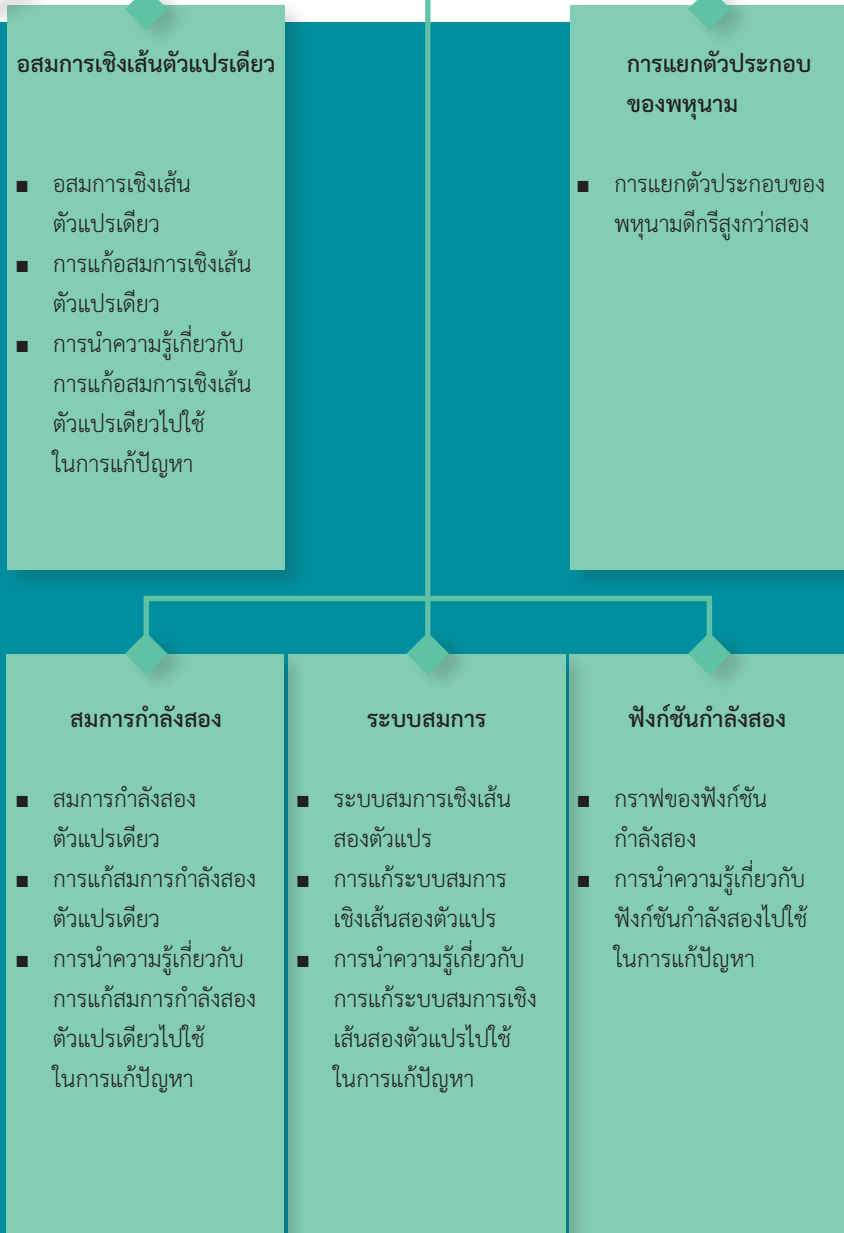 อสมการเชิงเส้นตัวแปรเดียว
■ อสมการเชิงเส้น
ตัวแปรเดียว
■ การแก้อสมการเชิงเส้น
ตัวแปรเดียว
■ การนำความรู้เกี่ยวกับ
การแก้อสมการเชิงเส้น
ตัวแปรเดียวไปใช้
ในการแก้ปัญหา
การแยกตัวประกอบ
ของพหุนาม
■ การแยกตัวประกอบของ
พหุนามดีกรีสูงกว่าสอง
สมการกำลังสอง
■ สมการกำลังสอง
ตัวแปรเดียว
■ การแก้สมการกำลังสอง
ตัวแปรเดียว
■ การนำความรู้เกี่ยวกับ
การแก้สมการกำลังสอง
ตัวแปรเดียวไปใช้
ในการแก้ปัญหา
ระบบสมการ
■ ระบบสมการเชิงเส้น
สองตัวแปร
■ การแก้ระบบสมการ
เชิงเส้นสองตัวแปร
■ การนำความรู้เกี่ยวกับ
การแก้ระบบสมการเชิง
เส้นสองตัวแปรไปใช้
ในการแก้ปัญหา
ฟังก์ชันกำลังสอง
■ กราฟของฟังก์ชัน
กำลังสอง
■ การนำความรู้เกี่ยวกับ
ฟังก์ชันกำลังสองไปใช้
ในการแก้ปัญหา